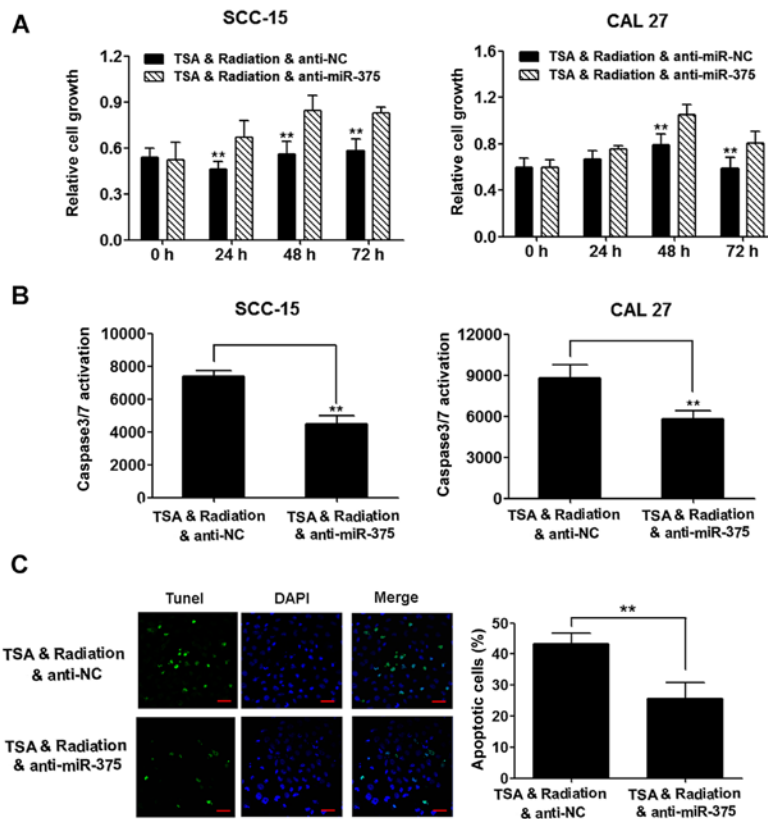 A
SCC-15
TSA & Radiation & anti-NC
TSA & Radiation & anti-miR-375
Relative cell growth
1.2
0.9
0.6
0.3
0.0
**
**
**
0 h
24 h
48 h
72 h
CAL 27
TSA & Radiation & anti-miR-NC
TSA & Radiation & anti-miR-375
Relative cell growth
1.6
1.2
0.8
0.4
0.0
**
**
0 h
24 h
48 h
72 h
B
SCC-15
Caspase3/7 activation
10000
8000
6000
4000
2000
0
**
TSA & Radiation
& anti-NC
TSA & Radiation
& anti-miR-375
CAL 27
Caspase3/7 activation
12000
9000
6000
3000
0
**
TSA & Radiation
& anti-NC
TSA & Radiation
& anti-miR-375
C
Tunel
DAPI
Merge
TSA & Radiation
& anti-NC
TSA & Radiation
& anti-miR-375
Apoptotic cells (%)
50
40
30
20
10
0
**
TSA & Radiation
& anti-NC
TSA & Radiation
& anti-miR-375